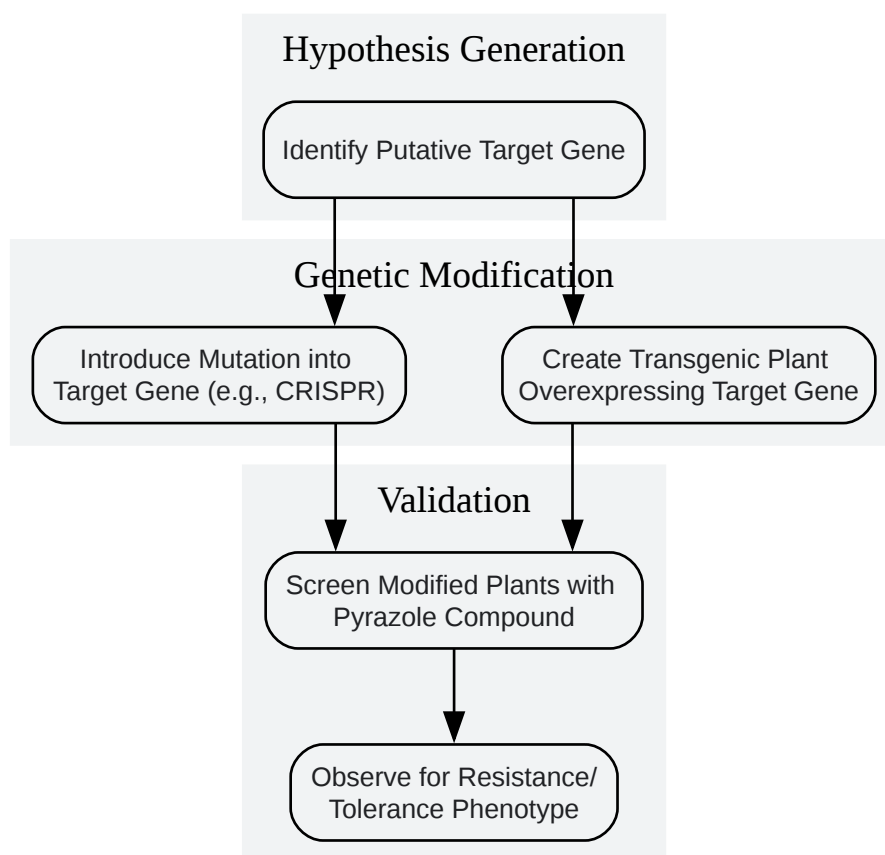 Hypothesis Generation
Identify Putative Target Gene
Genetic Modification
Introduce Mutation into
Target Gene (e.g., CRISPR)
Create Transgenic Plant
Overexpressing Target Gene
Validation
Screen Modified Plants with
Pyrazole Compound
Observe for Resistance/
Tolerance Phenotype